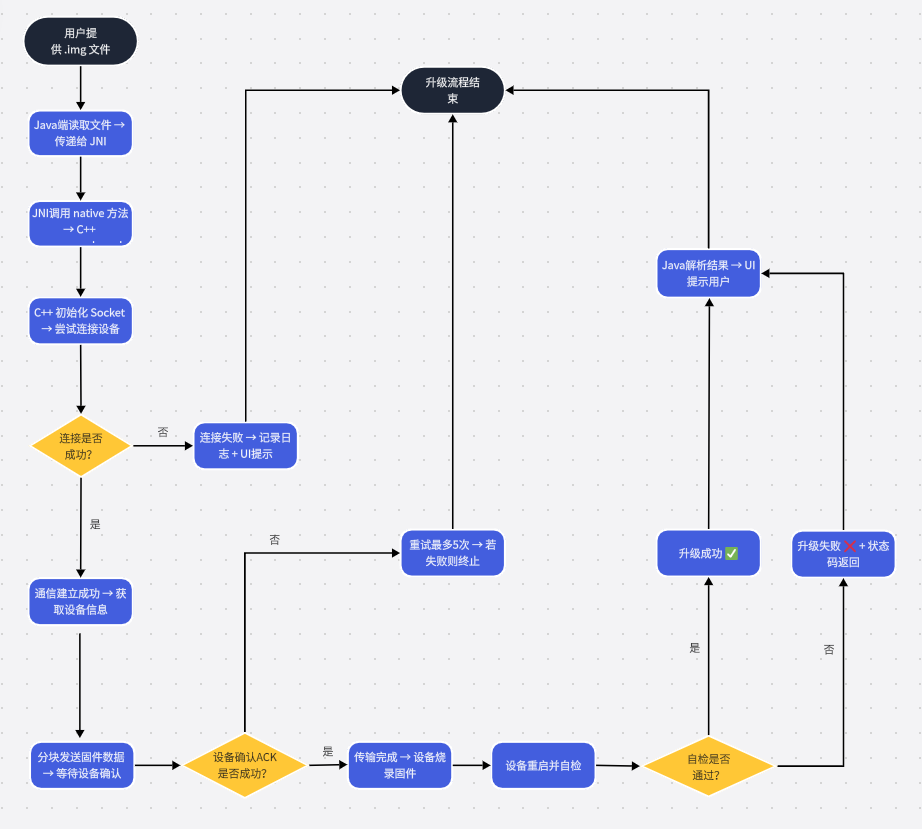 用户提
供 .img 文件
Java端读取文件 →
传递给 JNI
JNI调用 native 方法
→ C++
C++ 初始化 Socket
→ 尝试连接设备
连接是否
成功?
否
连接失败 → 记录日
志 + UI提示
是
通信建立成功 → 获
取设备信息
分块发送固件数据
→ 等待设备确认
设备确认ACK
是否成功?
否
重试最多5次 → 若
失败则终止
升级流程结
束
是
传输完成 → 设备烧
录固件
设备重启并自检
自检是否
通过?
是
升级成功 ✅
Java解析结果 → UI
提示用户
否
升级失败 ❌ + 状态
码返回